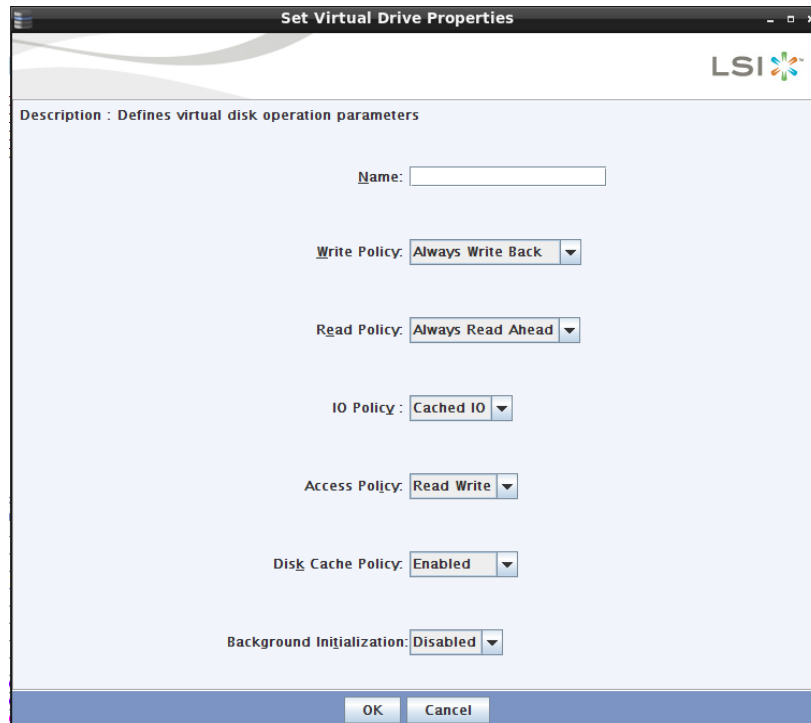 Set Virtual Drive Properties
LSI
Description : Defines virtual disk operation parameters
Name:
Write Policy: Always Write Back
Read Policy: Always Read Ahead
IO Policy : Cached IO
Access Policy: Read Write
Disk Cache Policy: Enabled
Background Initialization: Disabled
OK Cancel